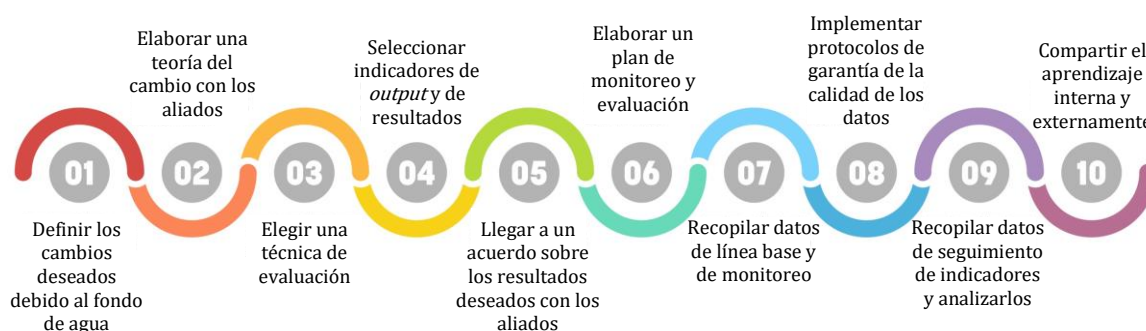 01
Definir los
cambios
deseados
debido al fondo
de agua
02
Elaborar una
teoría del
cambio con los
aliados
03
Elegir una
técnica de
evaluación
04
Seleccionar
indicadores de
output y de
resultados
05
Llegar a un
acuerdo sobre
los resultados
deseados con los
aliados
06
Elaborar un
plan de
monitoreo y
evaluación
07
Recopilar datos
de línea base y
de monitoreo
08
Implementar
protocolos de
garantía de la
calidad de los
datos
09
Recopilar datos
de seguimiento
de indicadores
y analizarlos
10
Compartir el
aprendizaje
interna y
externamente